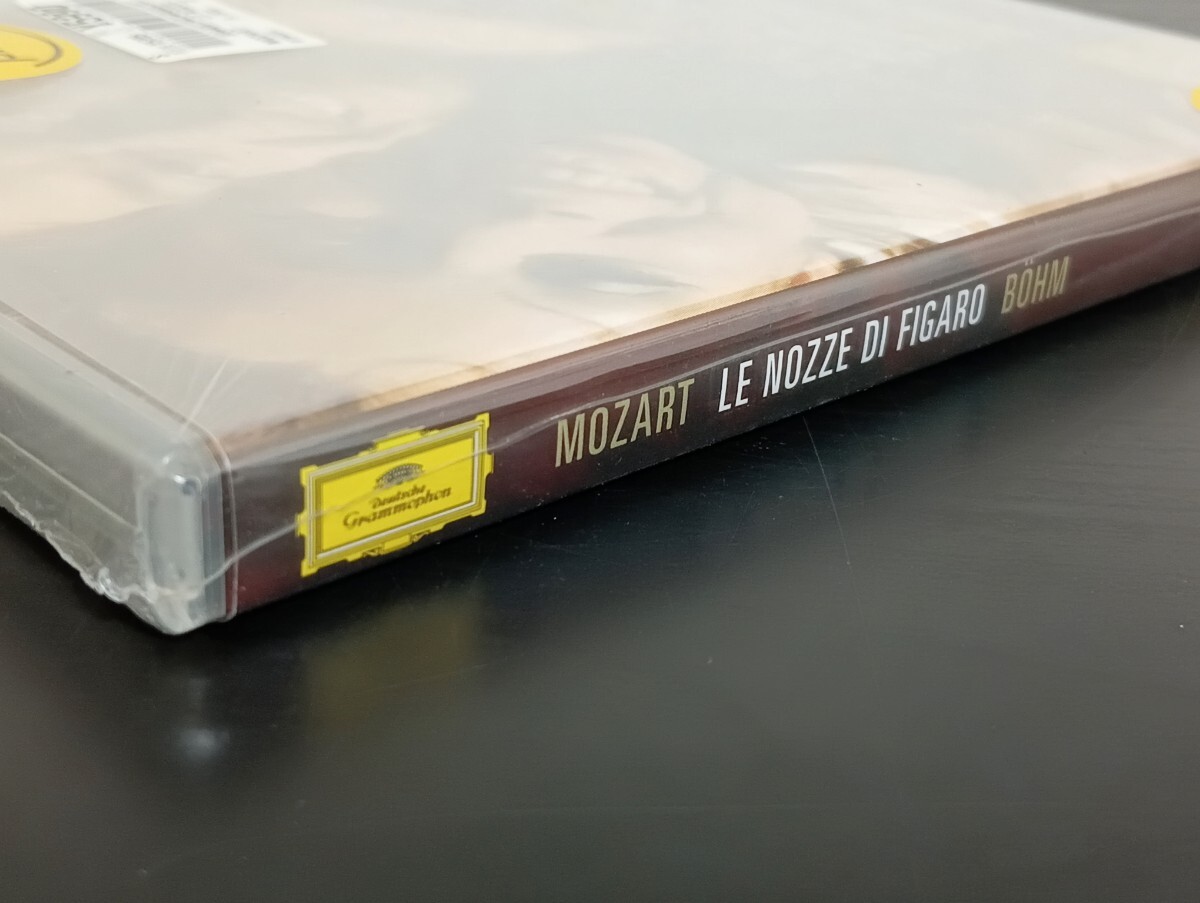 MOZART LE NOZZE DI FIGARO BÖHM
Deutsche
Grammophon